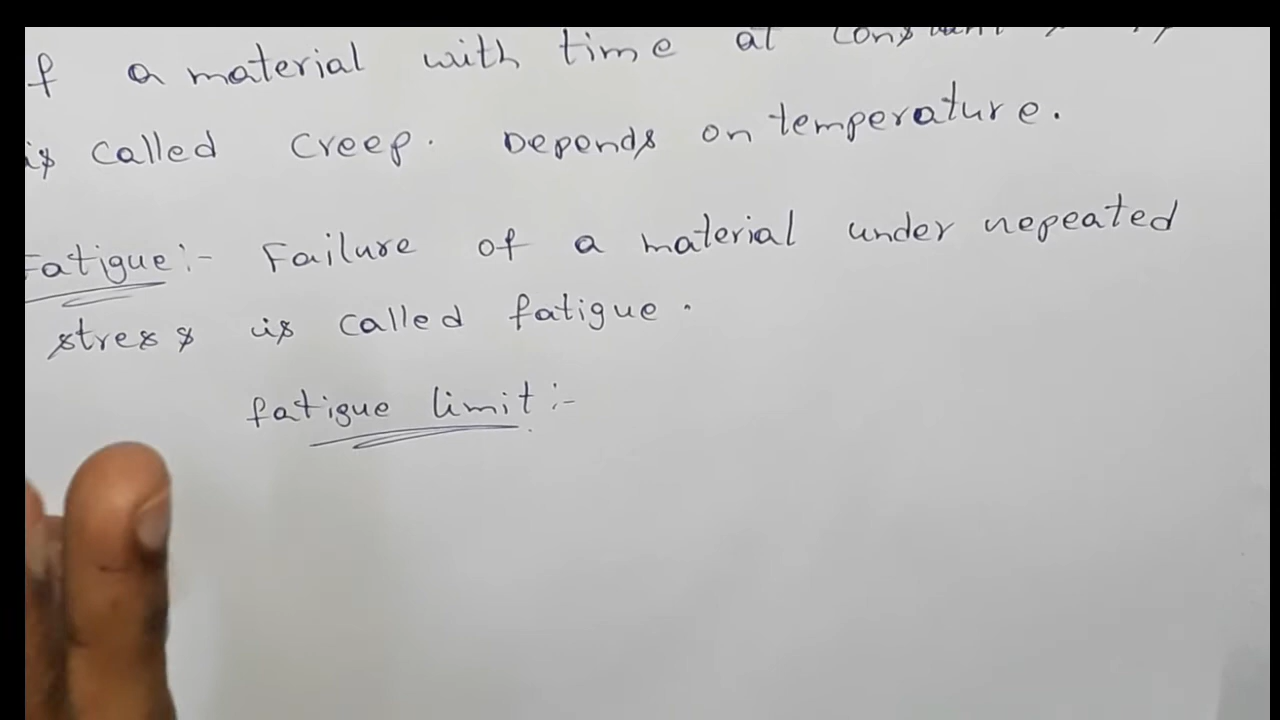 f a material with time at constant
is called creep. Depends on temperature.
Fatigue:- Failure of a material under repeated
stress is called fatigue.
fatigue limit:-